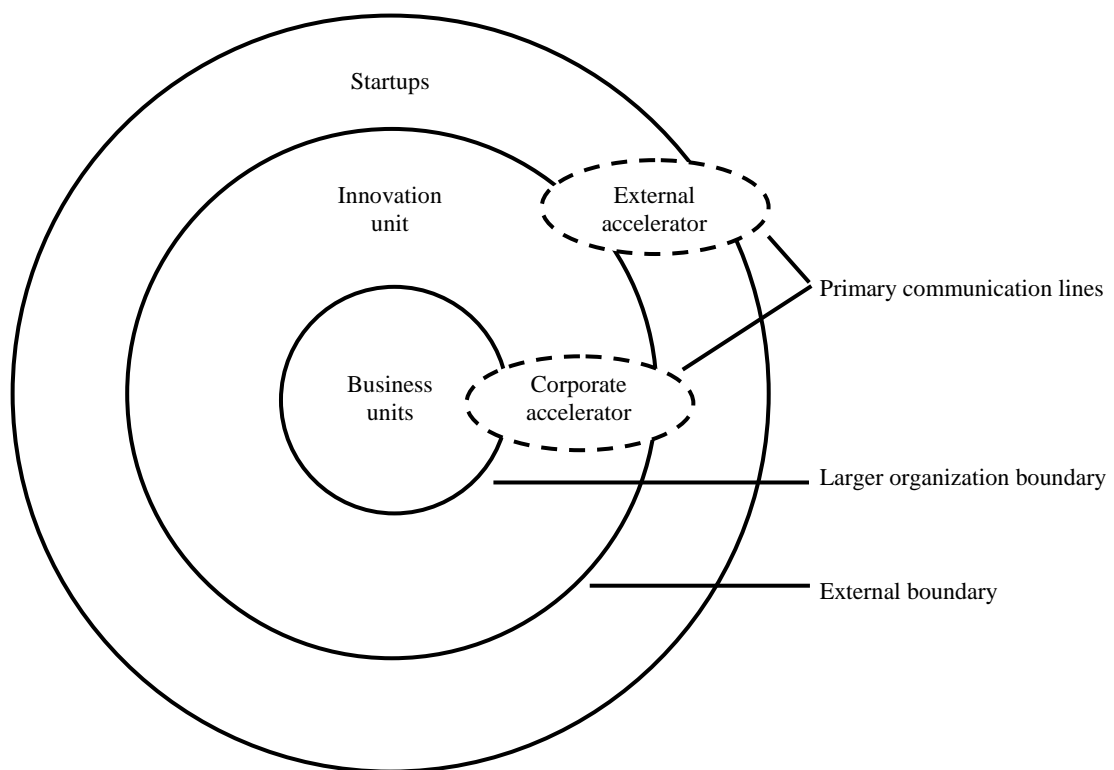 Startups
Innovation
unit
External
accelerator
Primary communication lines
Business
units
Corporate
accelerator
Larger organization boundary
External boundary